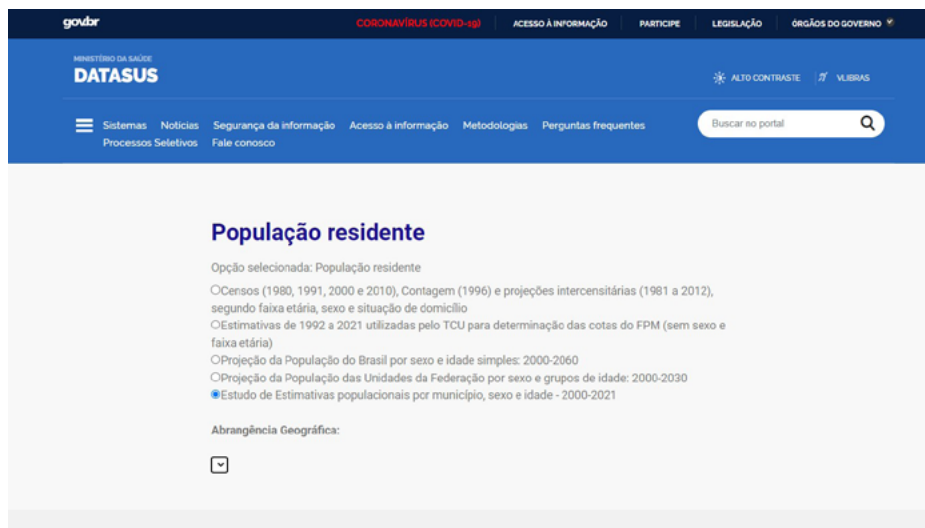 govbr
CORONAVÍRUS (COVID-19)
ACESSO À INFORMAÇÃO
PARTICIPE
LEGISLAÇÃO
ÓRGÃOS DO GOVERNO
MINISTÉRIO DA SAÚDE
DATASUS
ALTO CONTRASTE
VLIBRAS
Sistemas Notícias Segurança da informação Acesso à informação Metodologias Perguntas frequentes
Processos Seletivos Fale conosco
Buscar no portal
População residente
Opção selecionada: População residente
Censos (1980, 1991, 2000 e 2010), Contagem (1996) e projeções intercensitárias (1981 a 2012),
segundo faixa etária, sexo e situação de domicílio
Estimativas de 1992 a 2021 utilizadas pelo TCU para determinação das cotas do FPM (sem sexo e
faixa etária)
Projeção da População do Brasil por sexo e idade simples: 2000-2060
Projeção da População das Unidades da Federação por sexo e grupos de idade: 2000-2030
Estudo de Estimativas populacionais por município, sexo e idade - 2000-2021
Abrangência Geográfica: